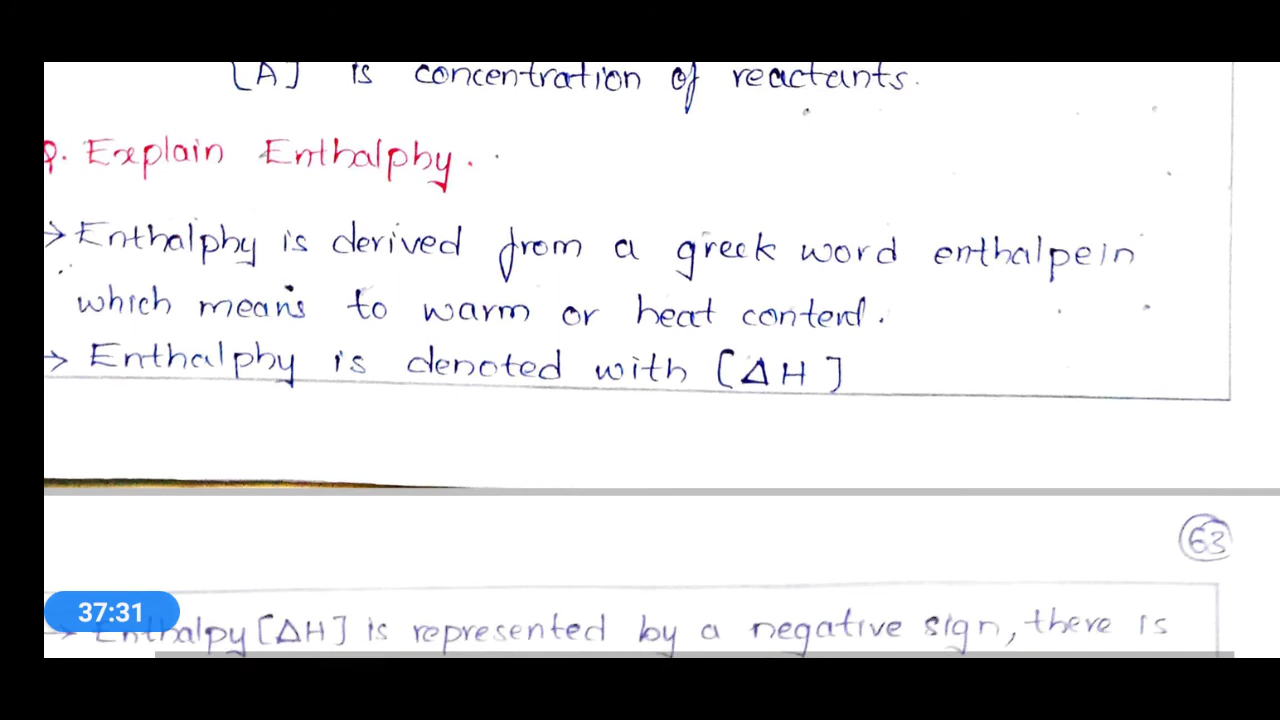 [A] is concentration of reactants.
Q. Explain Enthalphy.
→ Enthalphy is derived from a greek word enthalpein
which means to warm or heat content.
→ Enthalphy is denoted with [ΔH]
63
37:31
→ Enthalpy [ΔH] is represented by a negative sign, there is